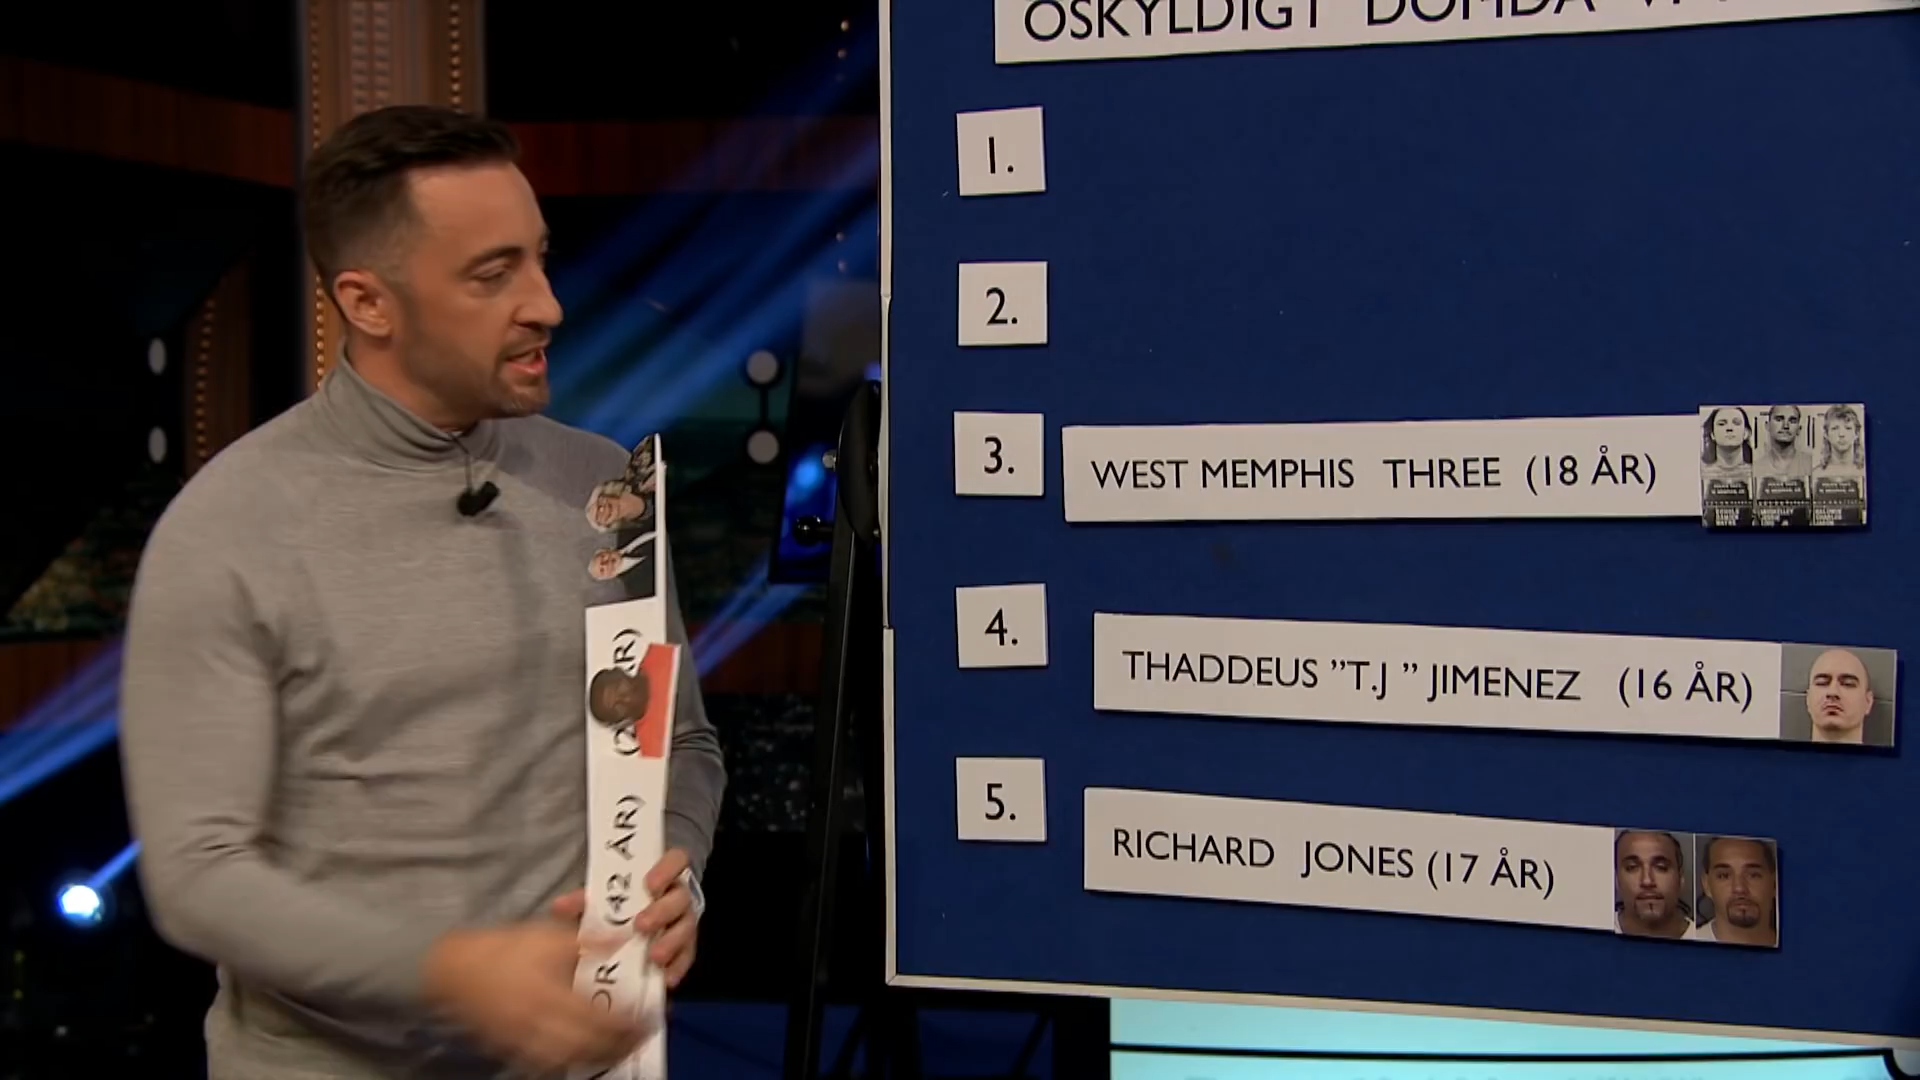 OSKYLDIGT DÖMDA
1.
2.
3.
WEST MEMPHIS THREE (18 ÅR)
4.
THADDEUS ”T.J ” JIMENEZ (16 ÅR)
5.
RICHARD JONES (17 ÅR)
(42 ÅR)